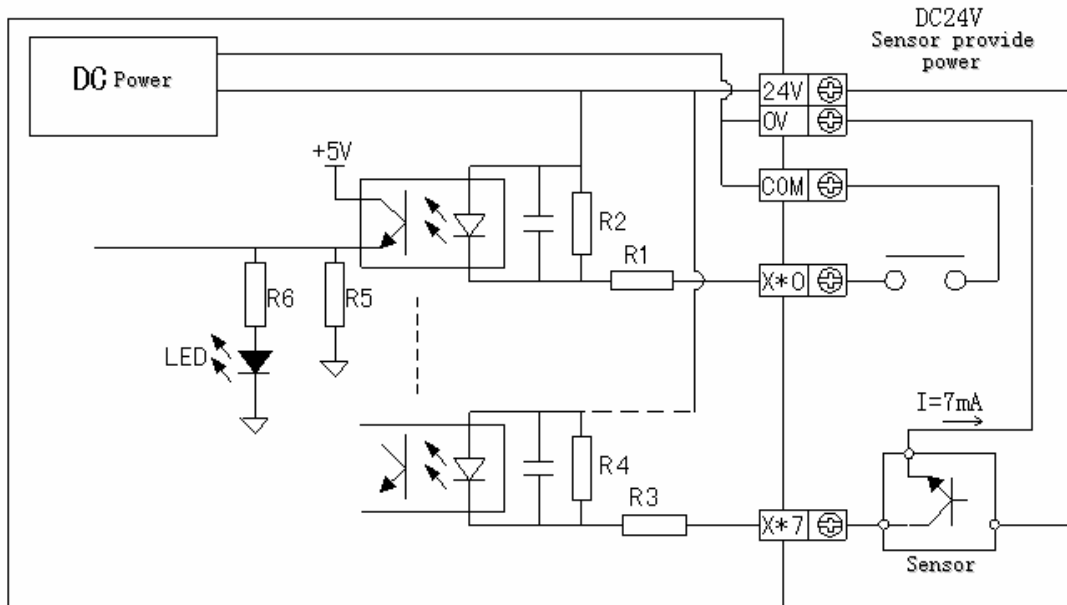 DC24V
Sensor provide
power
DC Power
24V
0V
+5V
COM
R2
R1
X*0
R6
R5
LED
I=7mA
R4
R3
X*7
Sensor